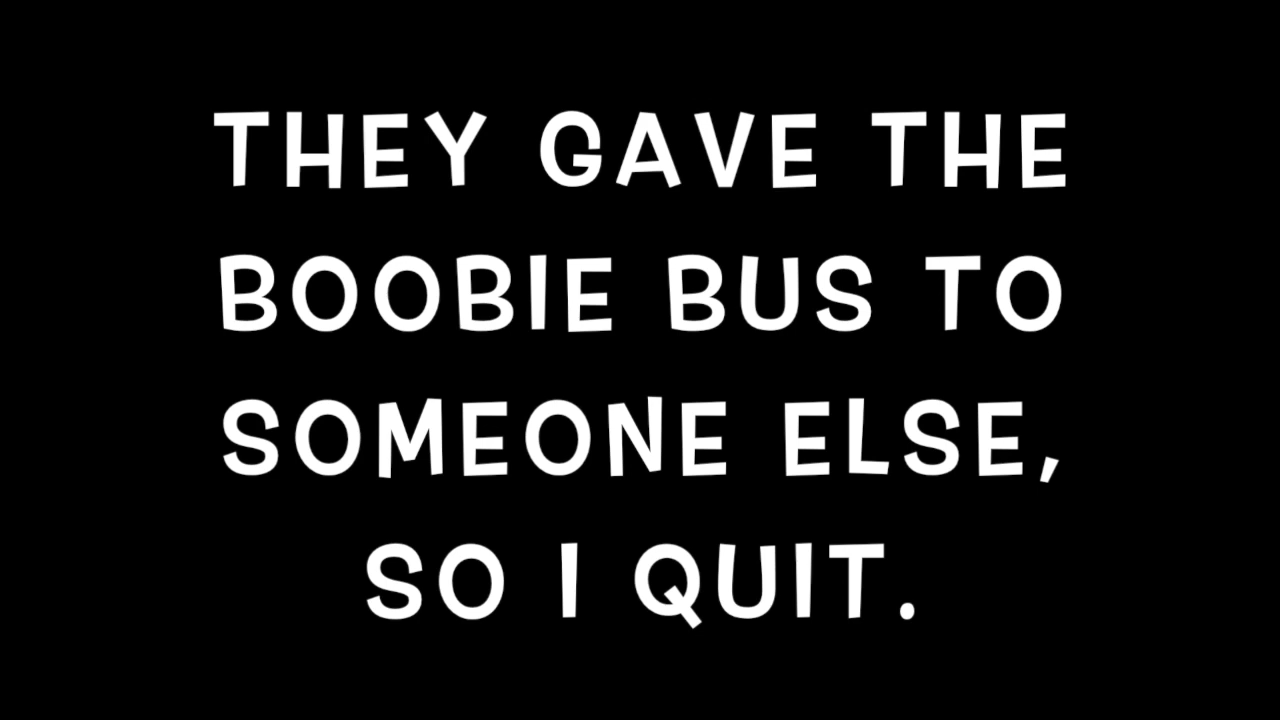 THEY GAVE THE
BOOBIE BUS TO
SOMEONE ELSE,
SO I QUIT.